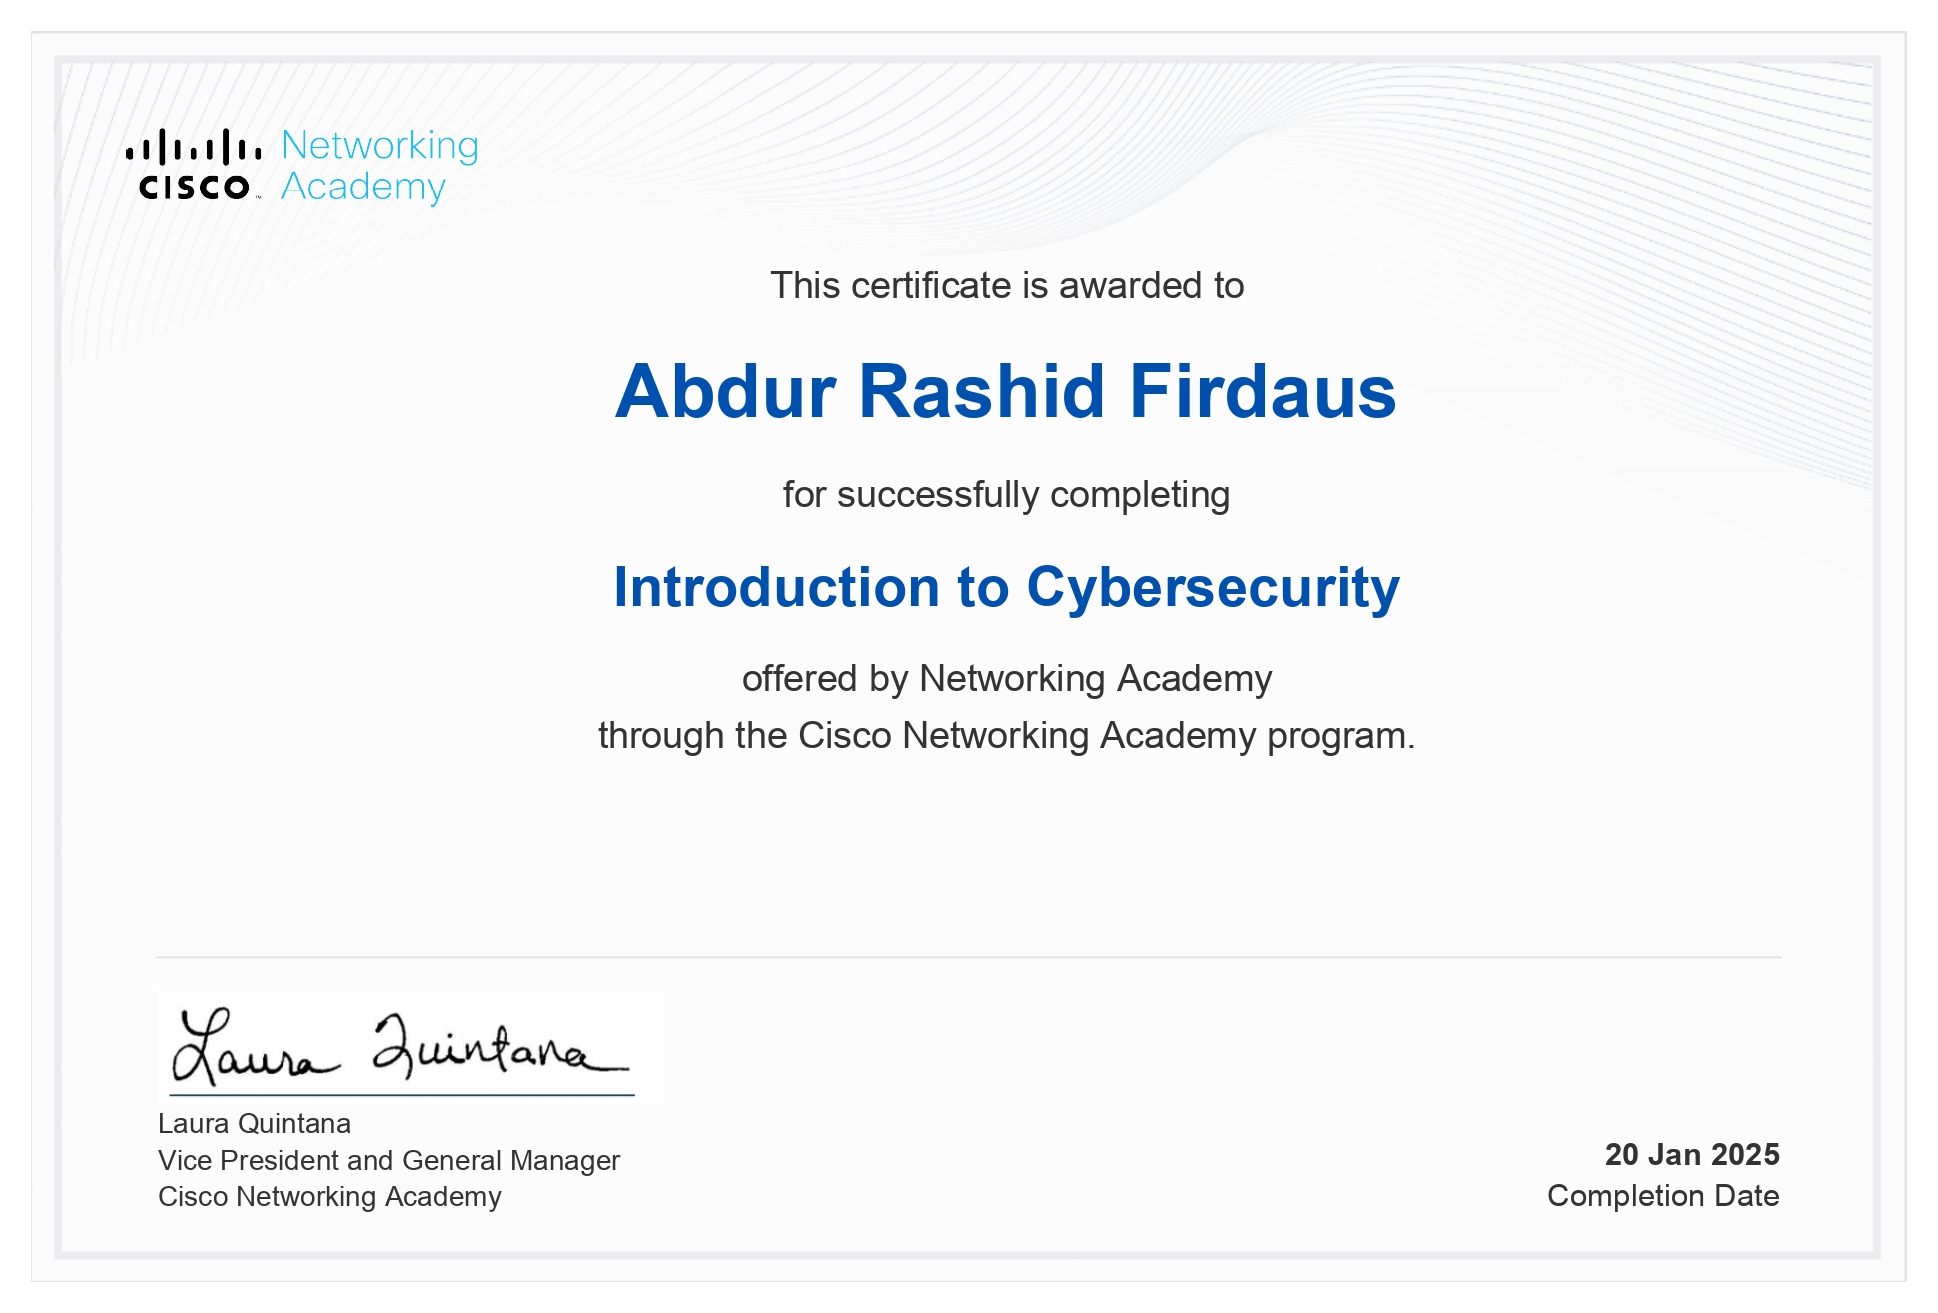 Networking
CISCO™ Academy
This certificate is awarded to
Abdur Rashid Firdaus
for successfully completing
Introduction to Cybersecurity
offered by Networking Academy
through the Cisco Networking Academy program.
Laura Quintana
Laura Quintana
Vice President and General Manager
Cisco Networking Academy
20 Jan 2025
Completion Date